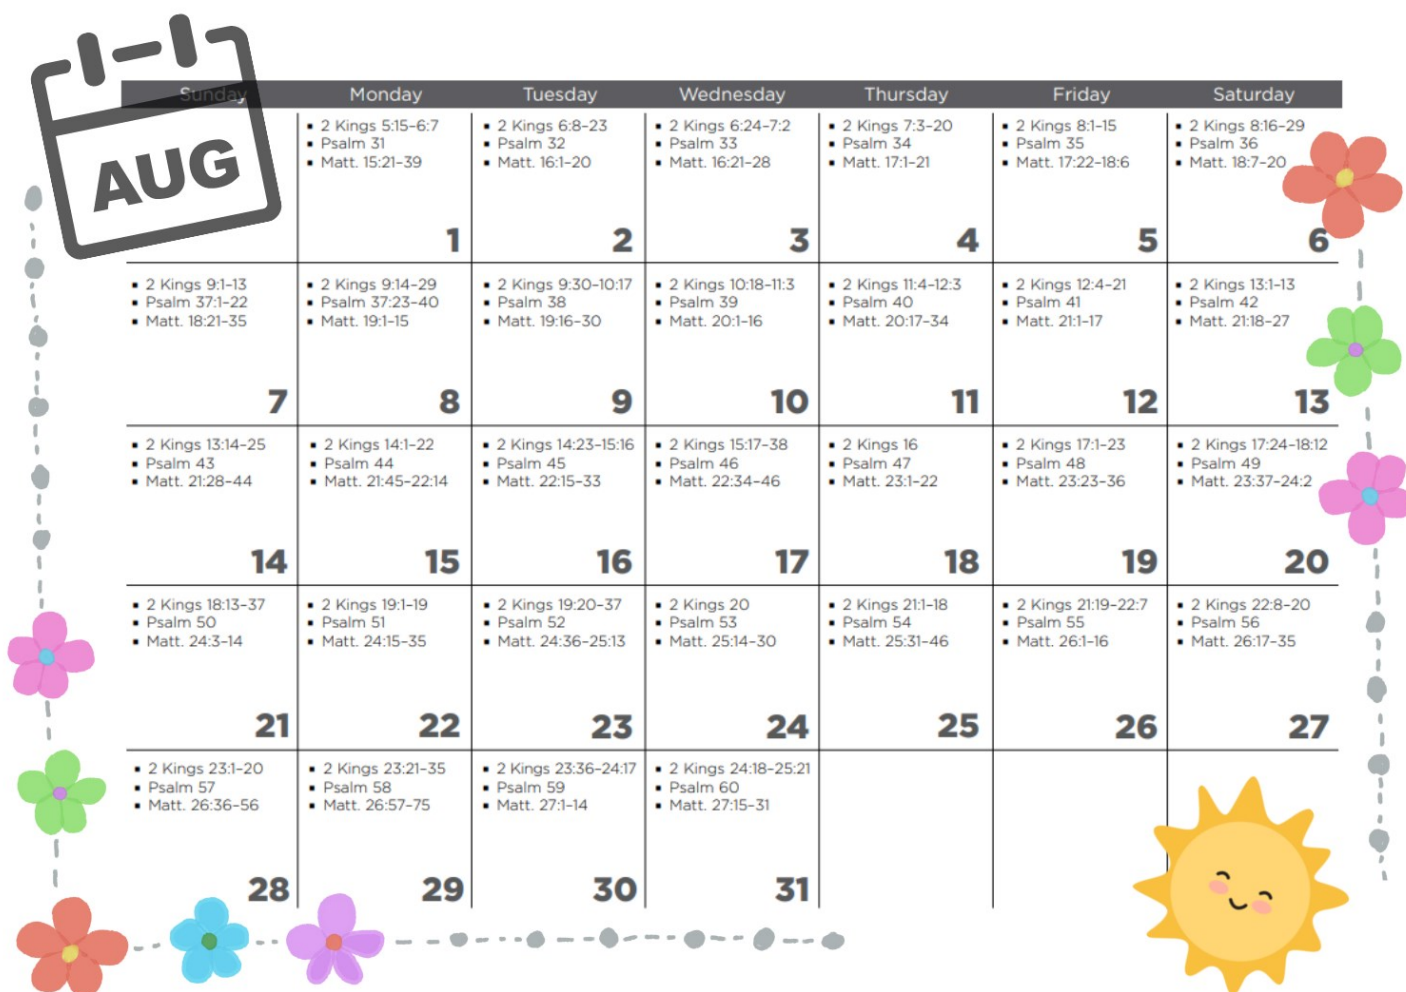 AUG
Sunday Monday Tuesday Wednesday Thursday Friday Saturday
▪ 2 Kings 5:15–6:7
▪ Psalm 31
▪ Matt. 15:21–39
1
▪ 2 Kings 6:8–23
▪ Psalm 32
▪ Matt. 16:1–20
2
▪ 2 Kings 6:24–7:2
▪ Psalm 33
▪ Matt. 16:21–28
3
▪ 2 Kings 7:3–20
▪ Psalm 34
▪ Matt. 17:1–21
4
▪ 2 Kings 8:1–15
▪ Psalm 35
▪ Matt. 17:22–18:6
5
▪ 2 Kings 8:16–29
▪ Psalm 36
▪ Matt. 18:7–20
6
▪ 2 Kings 9:1–13
▪ Psalm 37:1–22
▪ Matt. 18:21–35
7
▪ 2 Kings 9:14–29
▪ Psalm 37:23–40
▪ Matt. 19:1–15
8
▪ 2 Kings 9:30–10:17
▪ Psalm 38
▪ Matt. 19:16–30
9
▪ 2 Kings 10:18–11:3
▪ Psalm 39
▪ Matt. 20:1–16
10
▪ 2 Kings 11:4–12:3
▪ Psalm 40
▪ Matt. 20:17–34
11
▪ 2 Kings 12:4–21
▪ Psalm 41
▪ Matt. 21:1–17
12
▪ 2 Kings 13:1–13
▪ Psalm 42
▪ Matt. 21:18–27
13
▪ 2 Kings 13:14–25
▪ Psalm 43
▪ Matt. 21:28–44
14
▪ 2 Kings 14:1–22
▪ Psalm 44
▪ Matt. 21:45–22:14
15
▪ 2 Kings 14:23–15:16
▪ Psalm 45
▪ Matt. 22:15–33
16
▪ 2 Kings 15:17–38
▪ Psalm 46
▪ Matt. 22:34–46
17
▪ 2 Kings 16
▪ Psalm 47
▪ Matt. 23:1–22
18
▪ 2 Kings 17:1–23
▪ Psalm 48
▪ Matt. 23:23–36
19
▪ 2 Kings 17:24–18:12
▪ Psalm 49
▪ Matt. 23:37–24:2
20
▪ 2 Kings 18:13–37
▪ Psalm 50
▪ Matt. 24:3–14
21
▪ 2 Kings 19:1–19
▪ Psalm 51
▪ Matt. 24:15–35
22
▪ 2 Kings 19:20–37
▪ Psalm 52
▪ Matt. 24:36–25:13
23
▪ 2 Kings 20
▪ Psalm 53
▪ Matt. 25:14–30
24
▪ 2 Kings 21:1–18
▪ Psalm 54
▪ Matt. 25:31–46
25
▪ 2 Kings 21:19–22:7
▪ Psalm 55
▪ Matt. 26:1–16
26
▪ 2 Kings 22:8–20
▪ Psalm 56
▪ Matt. 26:17–35
27
▪ 2 Kings 23:1–20
▪ Psalm 57
▪ Matt. 26:36–56
28
▪ 2 Kings 23:21–35
▪ Psalm 58
▪ Matt. 26:57–75
29
▪ 2 Kings 23:36–24:17
▪ Psalm 59
▪ Matt. 27:1–14
30
▪ 2 Kings 24:18–25:21
▪ Psalm 60
▪ Matt. 27:15–31
31